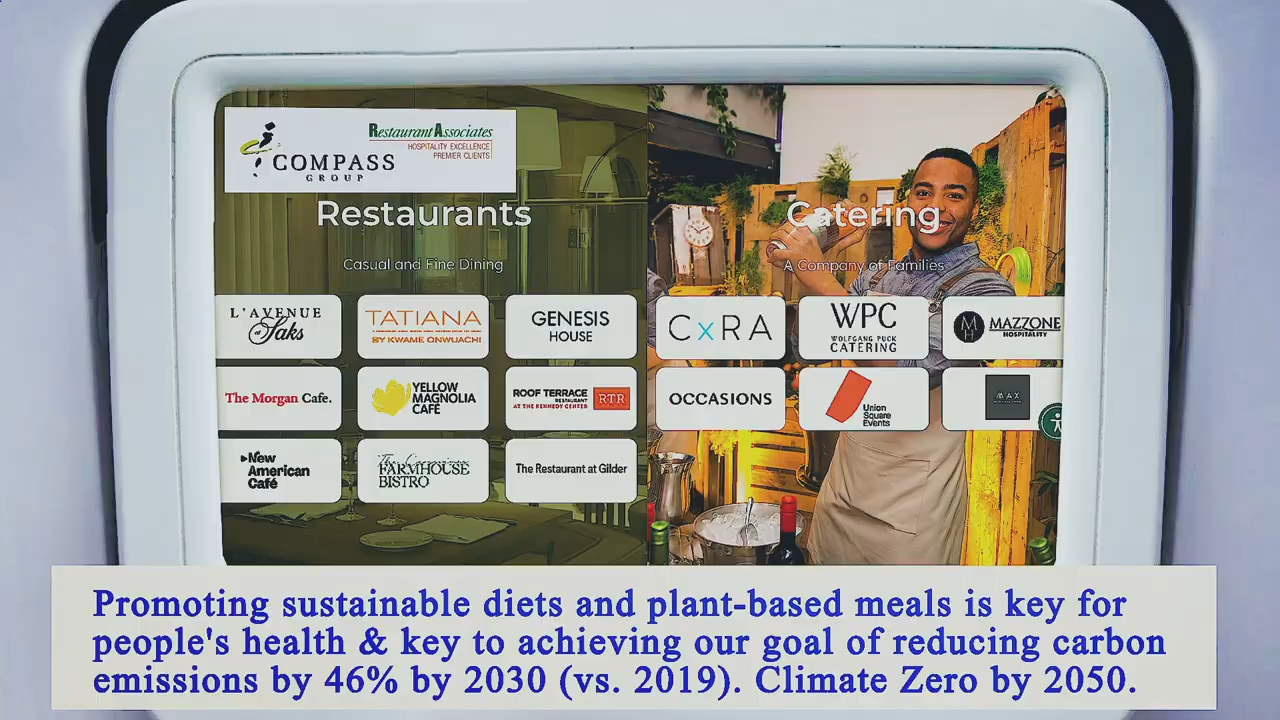 COMPASS
GROUP
Restaurant Associates
HOSPITALITY EXCELLENCE
PREMIER CLIENTS
Restaurants
Casual and Fine Dining
L'AVENUE
Saks
TATIANA
BY KWAME ONWUACHI
GENESIS
HOUSE
The Morgan Cafe.
YELLOW
MAGNOLIA
CAFÉ
ROOF TERRACE
RESTAURANT
AT THE KENNEDY CENTER
RTR
New
American
Café
FARMHOUSE
BISTRO
The Restaurant at Gilder
Catering
A Company of Families
CxRA
WPC
WOLFGANG PUCK
CATERING
M
H
MAZZONE
HOSPITALITY
OCCASIONS
Union
Square
Events
MAX
Promoting sustainable diets and plant-based meals is key for
people's health & key to achieving our goal of reducing carbon
emissions by 46% by 2030 (vs. 2019). Climate Zero by 2050.